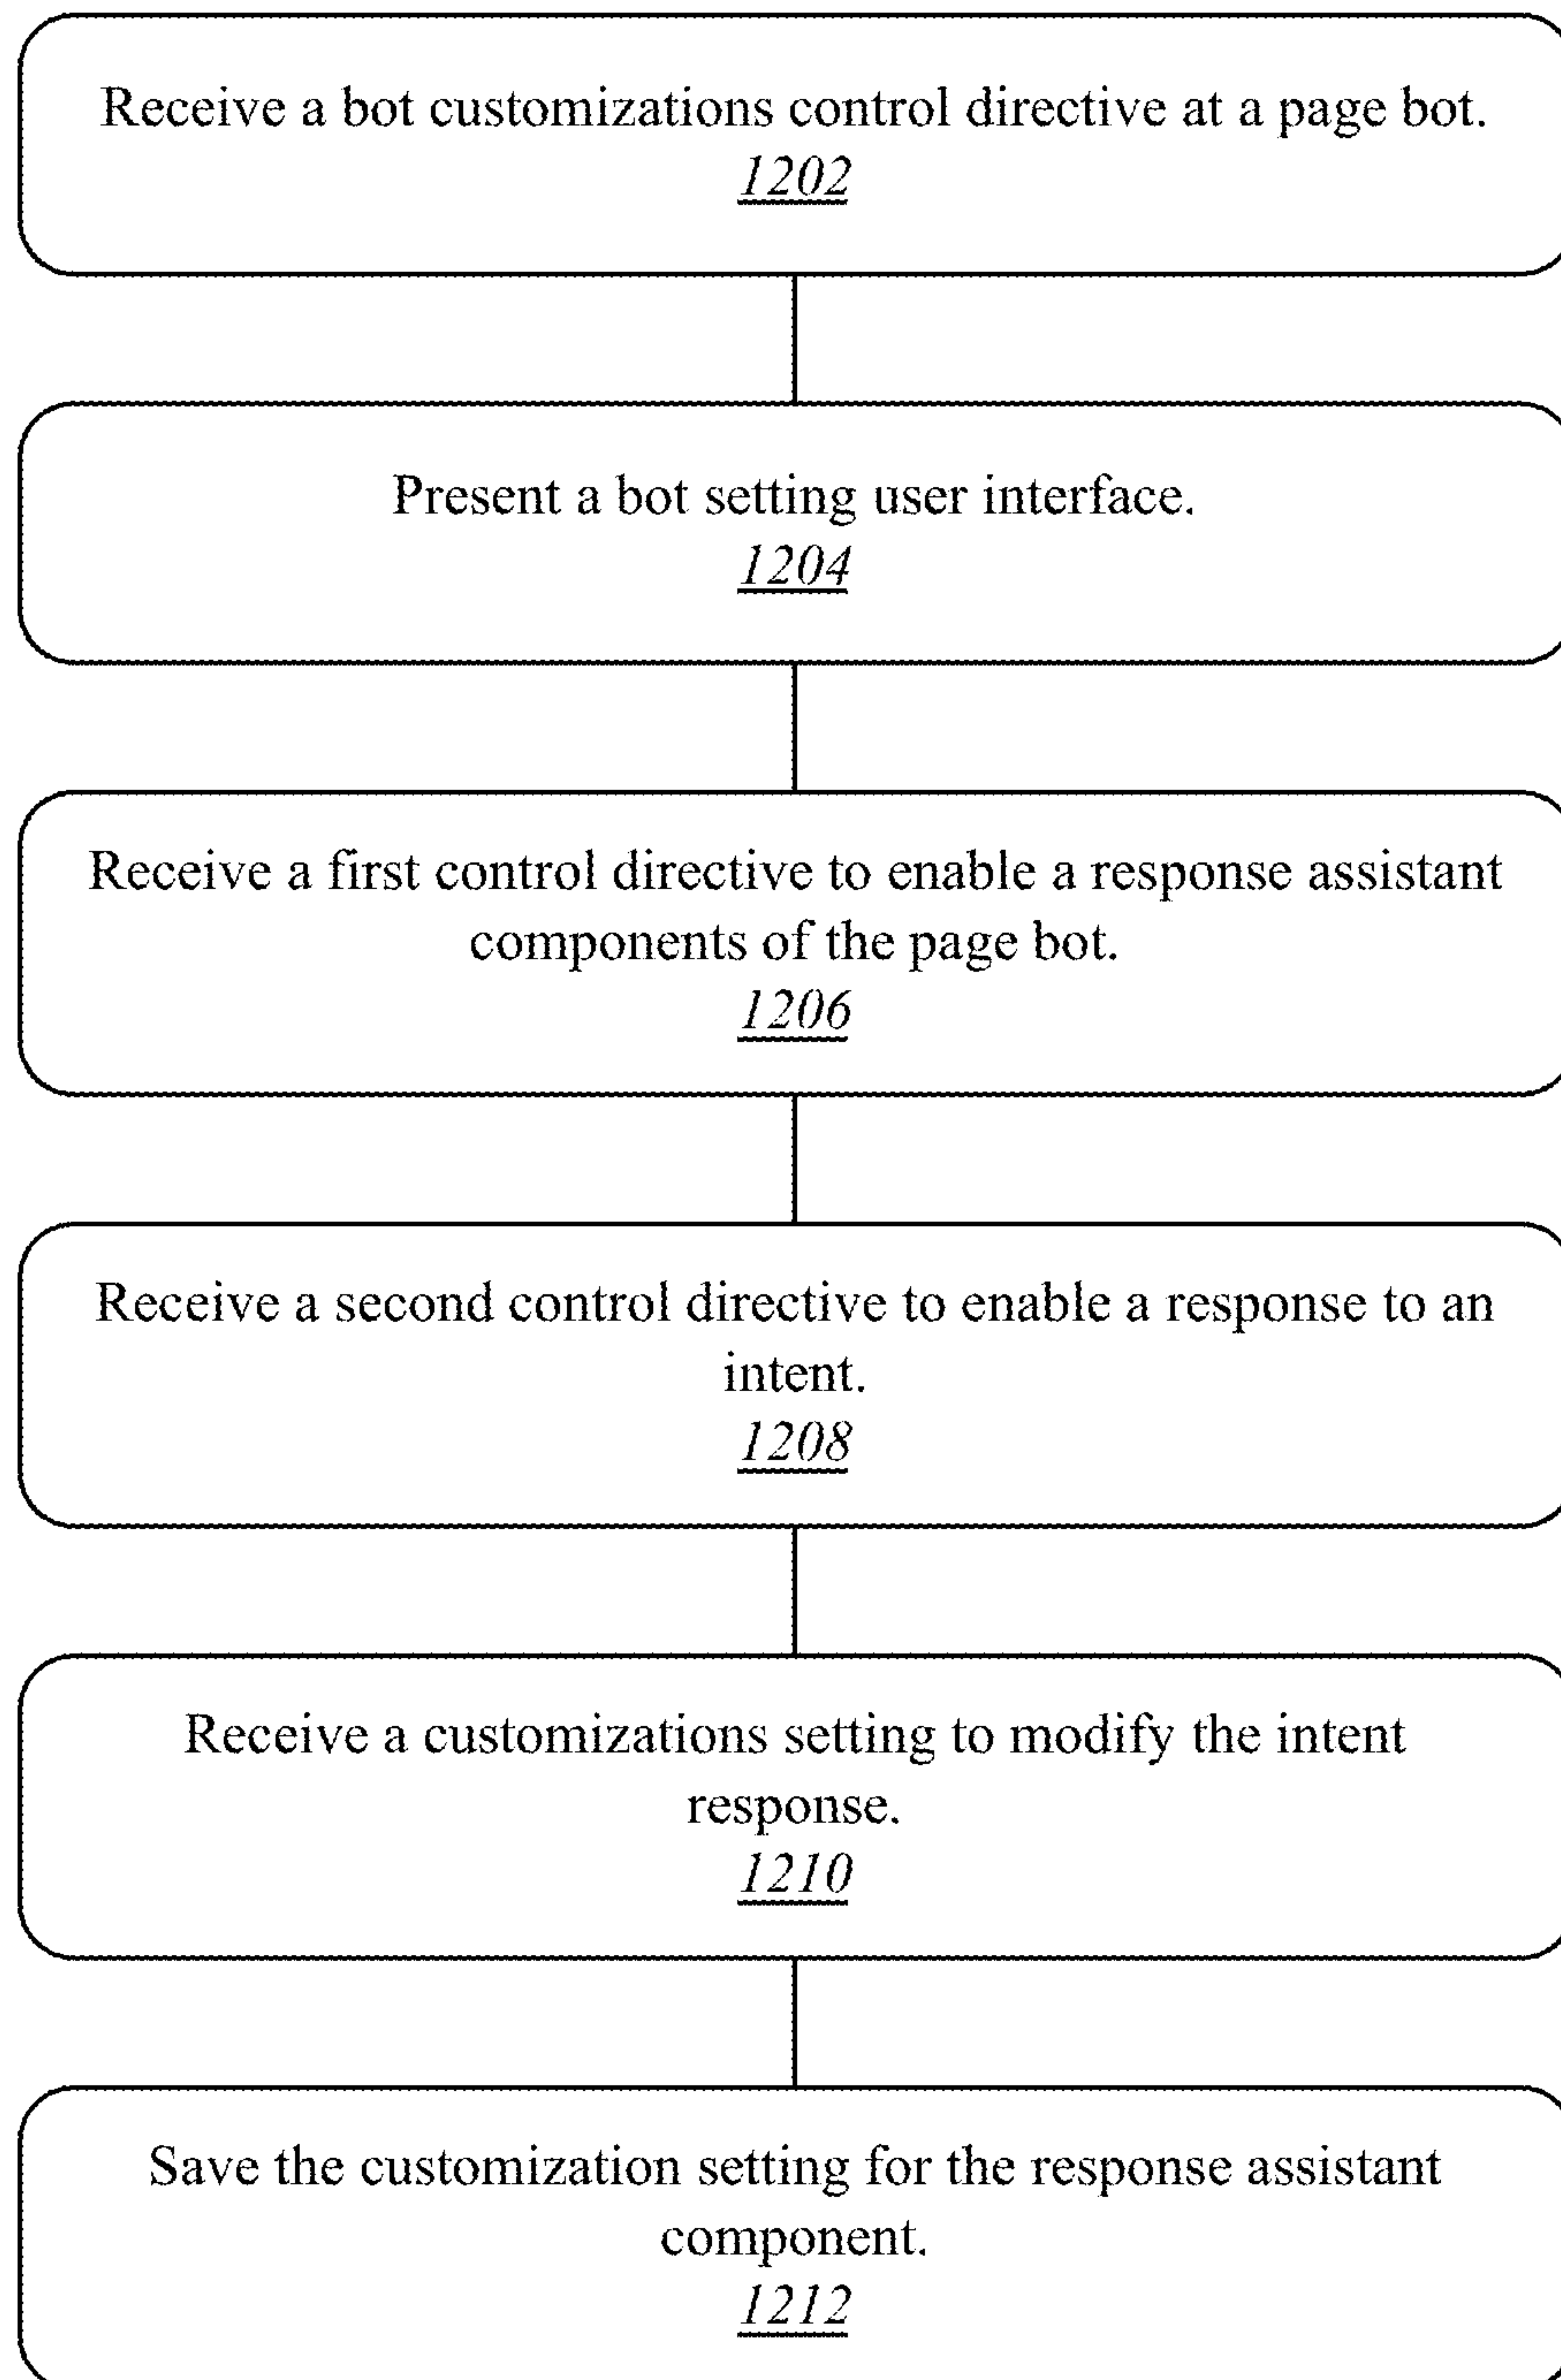 Receive a bot customizations control directive at a page bot.
1202
Present a bot setting user interface.
1204
Receive a first control directive to enable a response assistant
components of the page bot.
1206
Receive a second control directive to enable a response to an
intent.
1208
Receive a customizations setting to modify the intent
response.
1210
Save the customization setting for the response assistant
component.
1212